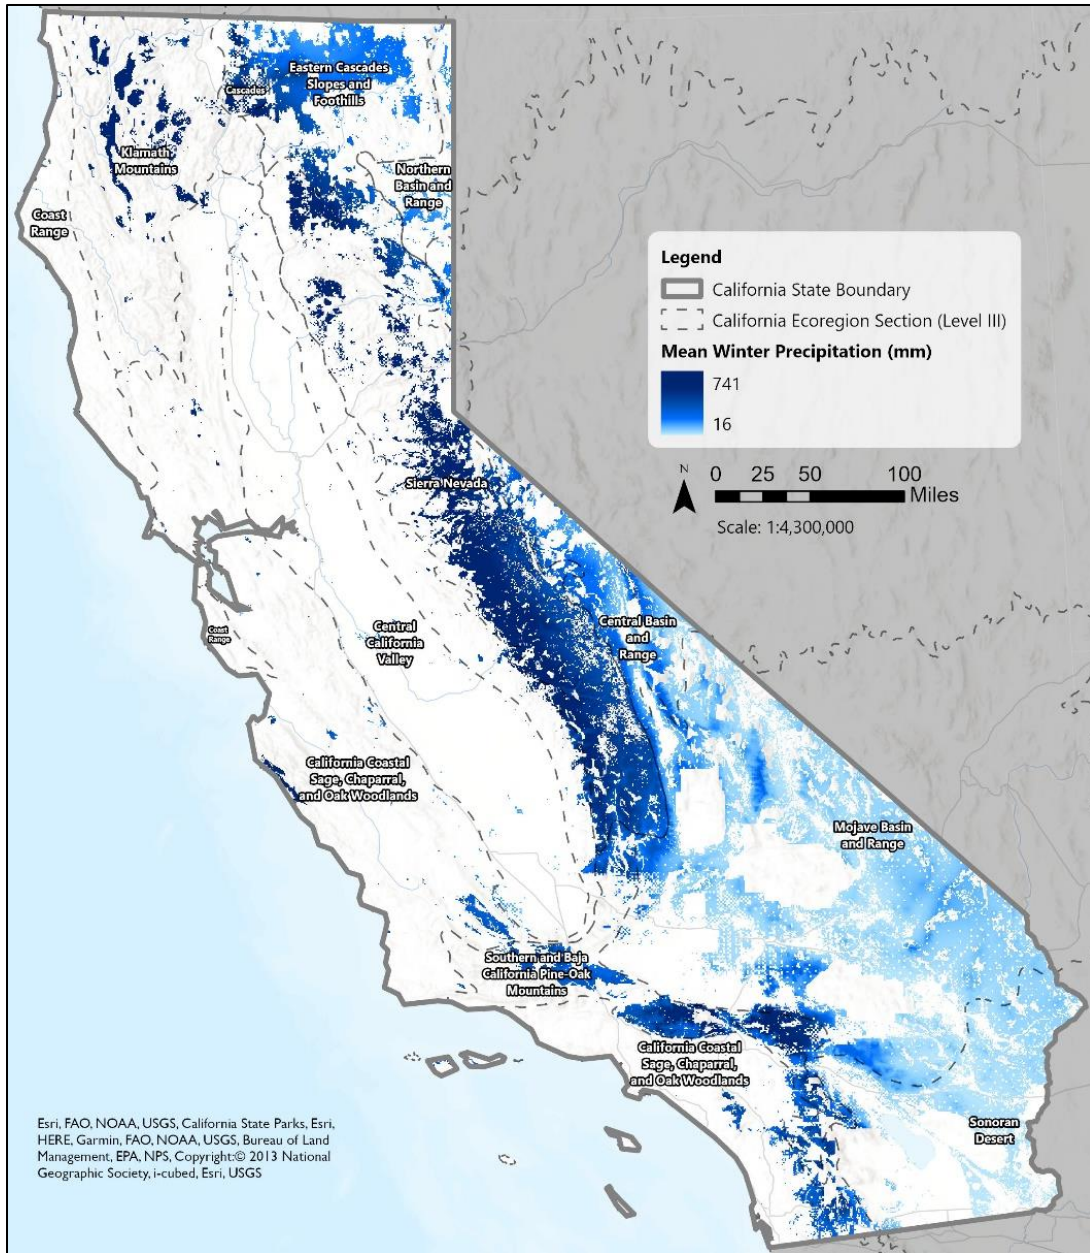 Eastern Cascades
Slopes and
Foothills
Cascades
Klamath
Mountains
Northern
Basin and
Range
Coast
Range
Legend
California State Boundary
California Ecoregion Section (Level III)
Mean Winter Precipitation (mm)
741
16
N
0 25 50 100
Miles
Scale: 1:4,300,000
Sierra Nevada
Central Basin
and
Range
Coast
Range
Central
California
Valley
California Coastal
Sage, Chaparral,
and Oak Woodlands
Mojave Basin
and Range
Southern and Baja
California Pine-Oak
Mountains
California Coastal
Sage, Chaparral,
and Oak Woodlands
Sonoran
Desert
Esri, FAO, NOAA, USGS, California State Parks, Esri,
HERE, Garmin, FAO, NOAA, USGS, Bureau of Land
Management, EPA, NPS, Copyright:© 2013 National
Geographic Society, i-cubed, Esri, USGS